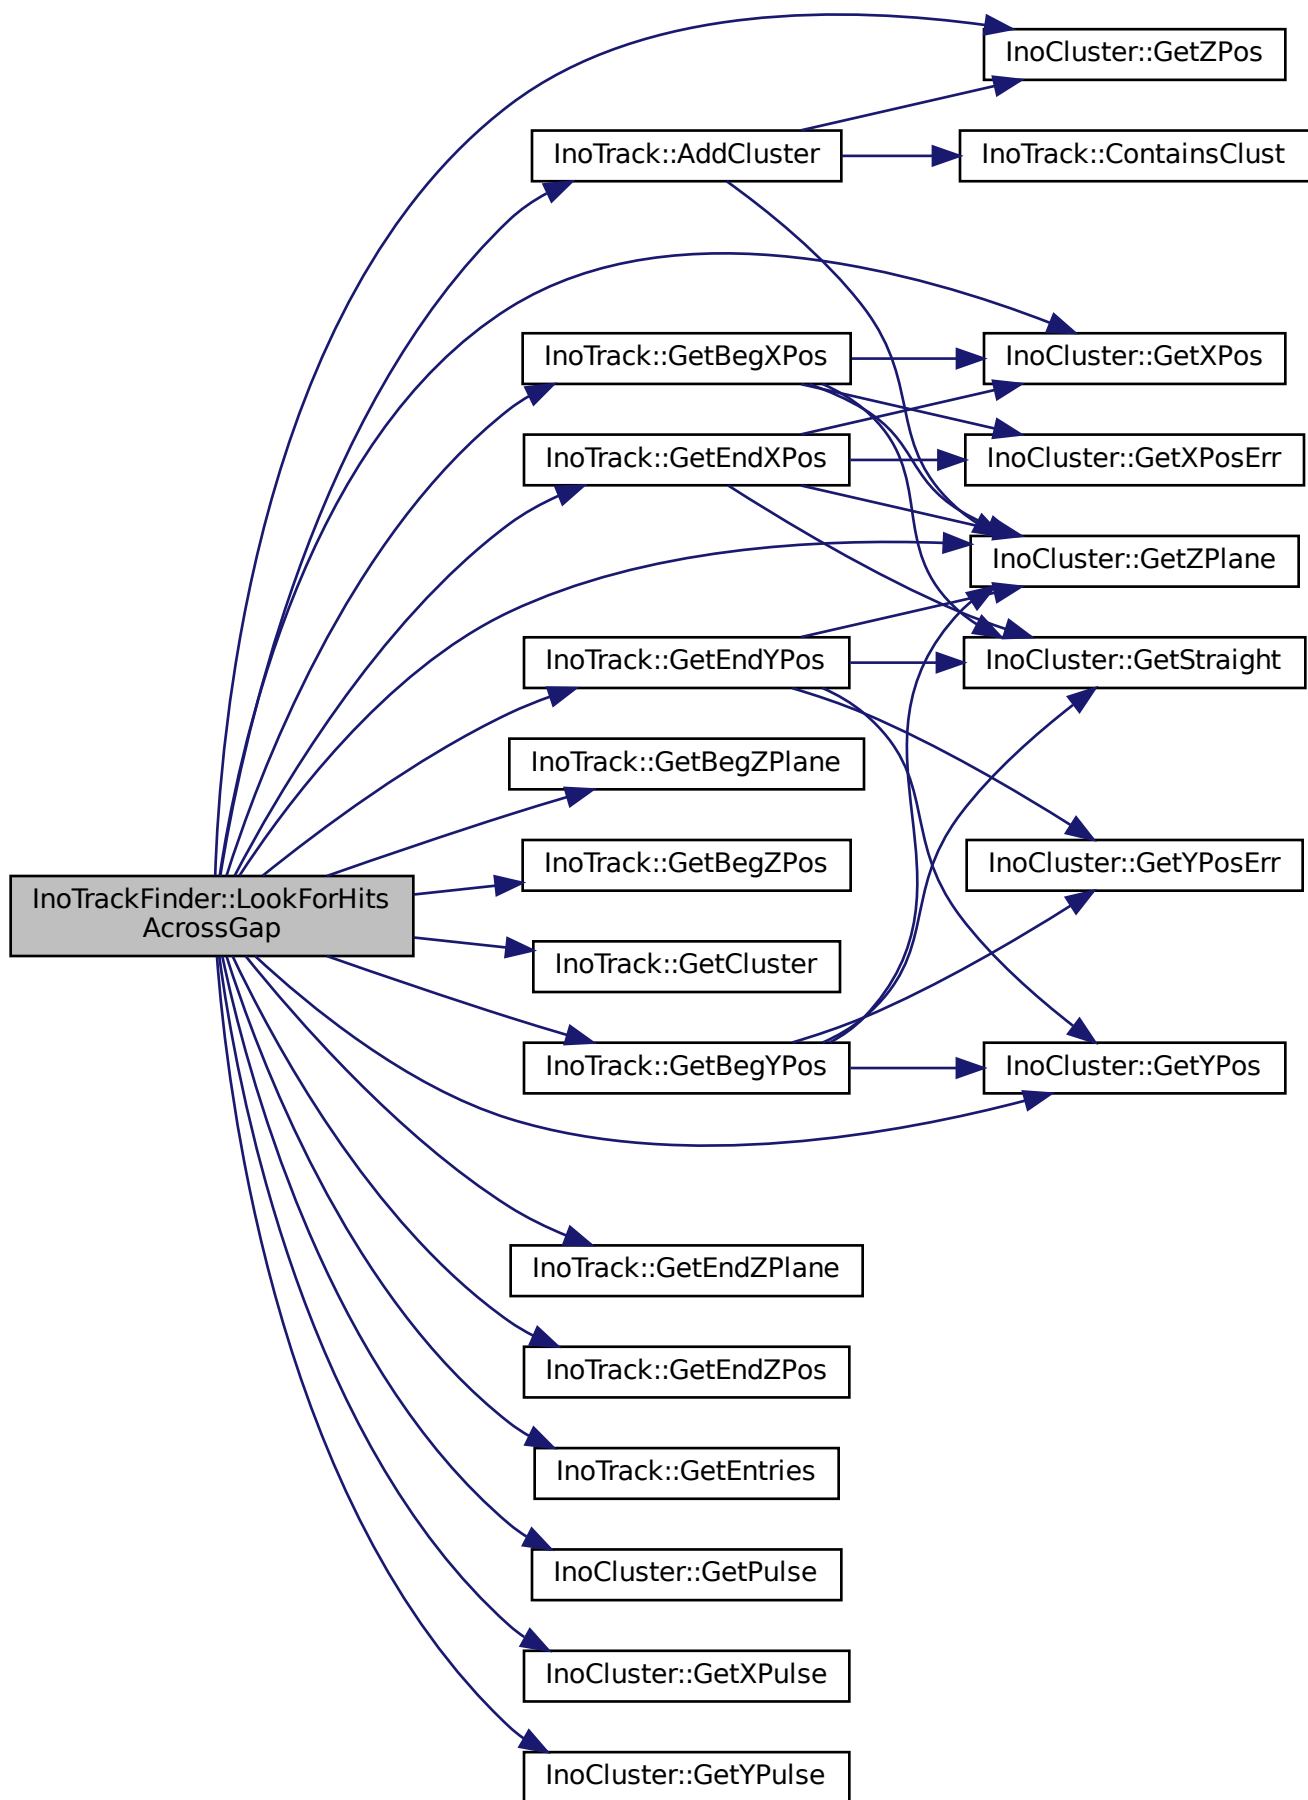 InoCluster::GetZPos
InoTrack::AddCluster
InoTrack::ContainsClust
InoTrack::GetBegXPos
InoCluster::GetXPos
InoTrack::GetEndXPos
InoCluster::GetXPosErr
InoCluster::GetZPlane
InoTrack::GetEndYPos
InoCluster::GetStraight
InoTrack::GetBegZPlane
InoTrack::GetBegZPos
InoCluster::GetYPosErr
InoTrackFinder::LookForHits
AcrossGap
InoTrack::GetCluster
InoTrack::GetBegYPos
InoCluster::GetYPos
InoTrack::GetEndZPlane
InoTrack::GetEndZPos
InoTrack::GetEntries
InoCluster::GetPulse
InoCluster::GetXPulse
InoCluster::GetYPulse